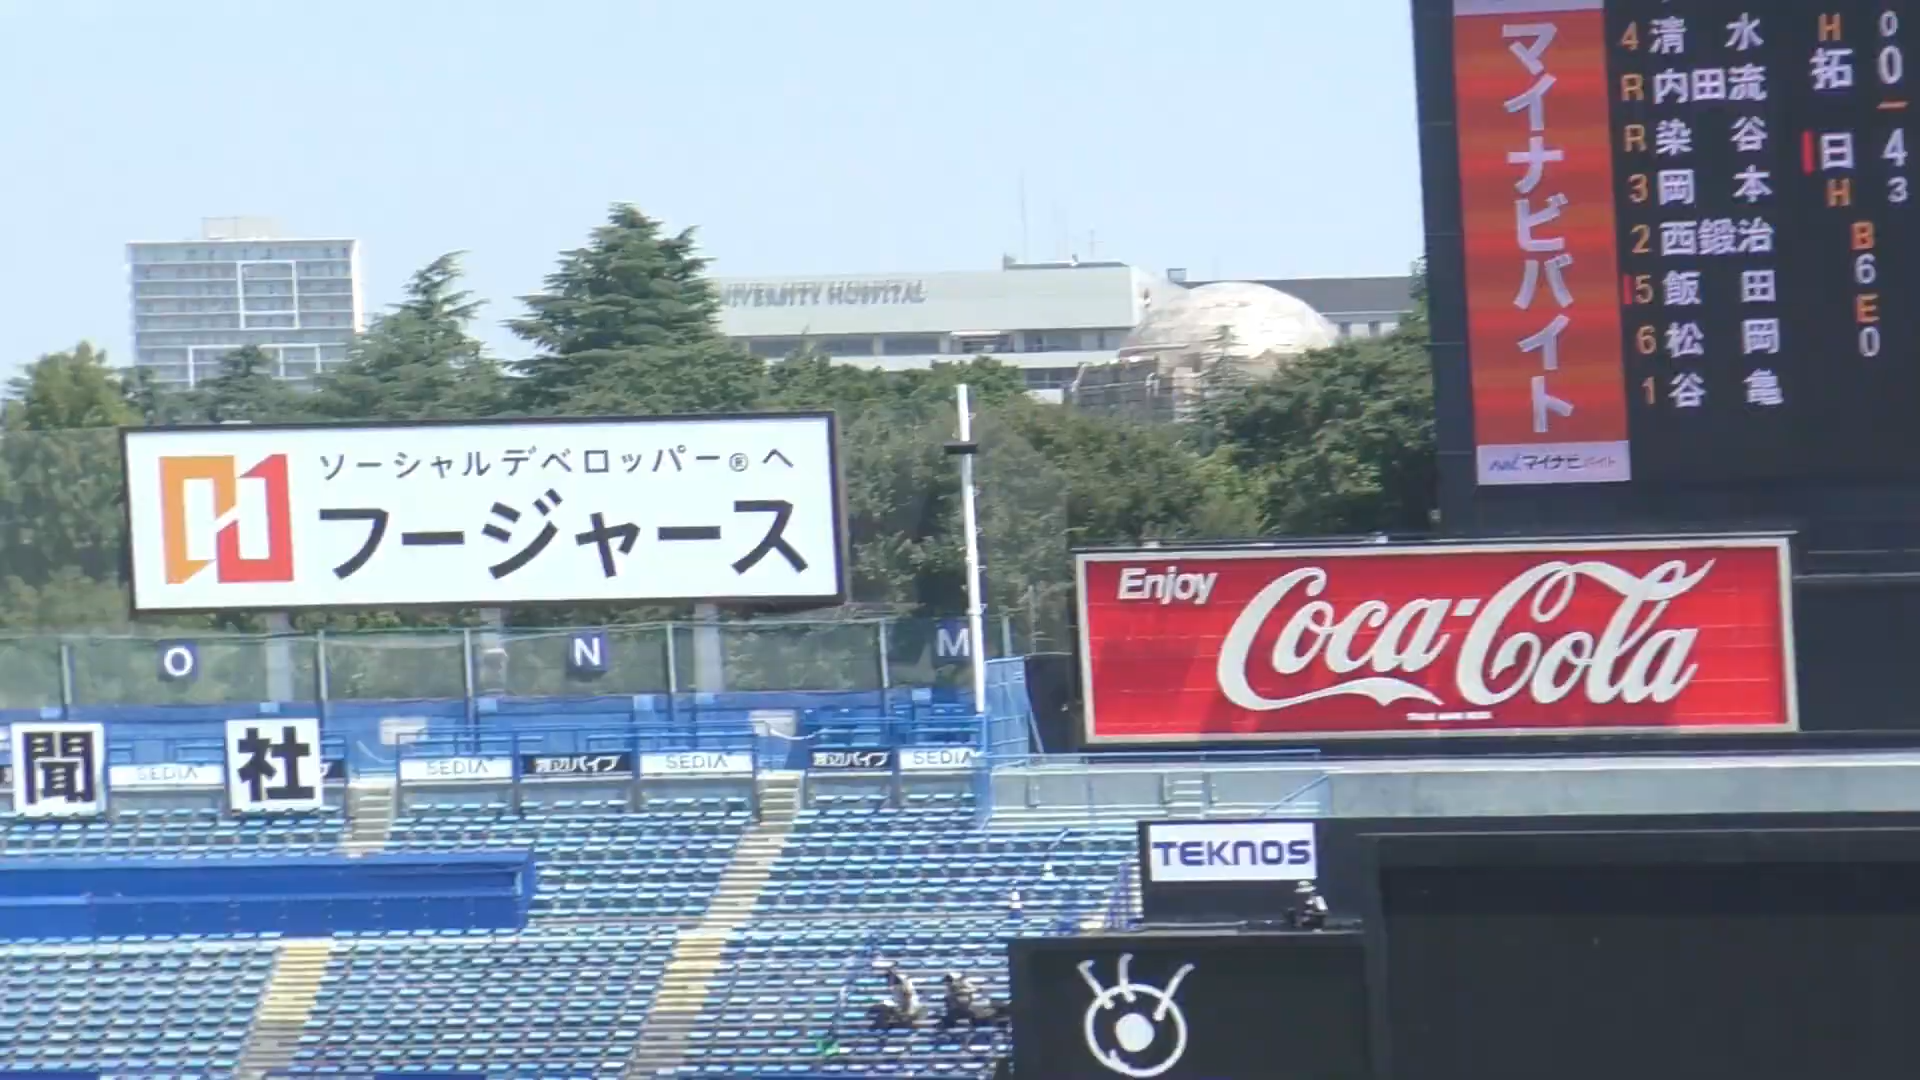 UNIVERSITY HOSPITAL
マイナビバイト
マイナビバイト
4 清 水
R 内田流
R 染 谷
3 岡 本
2 西鍛治
5 飯 田
6 松 岡
1 谷 亀
H 0
拓 0
日 4
H 3
B
6
E
0
ソーシャルデベロッパー®へ
フージャース
Enjoy
Coca-Cola
O
N
M
聞
社
SEDIA
SEDIA
渡辺パイプ
SEDIA
渡辺パイプ
SEDIA
TEKNOS